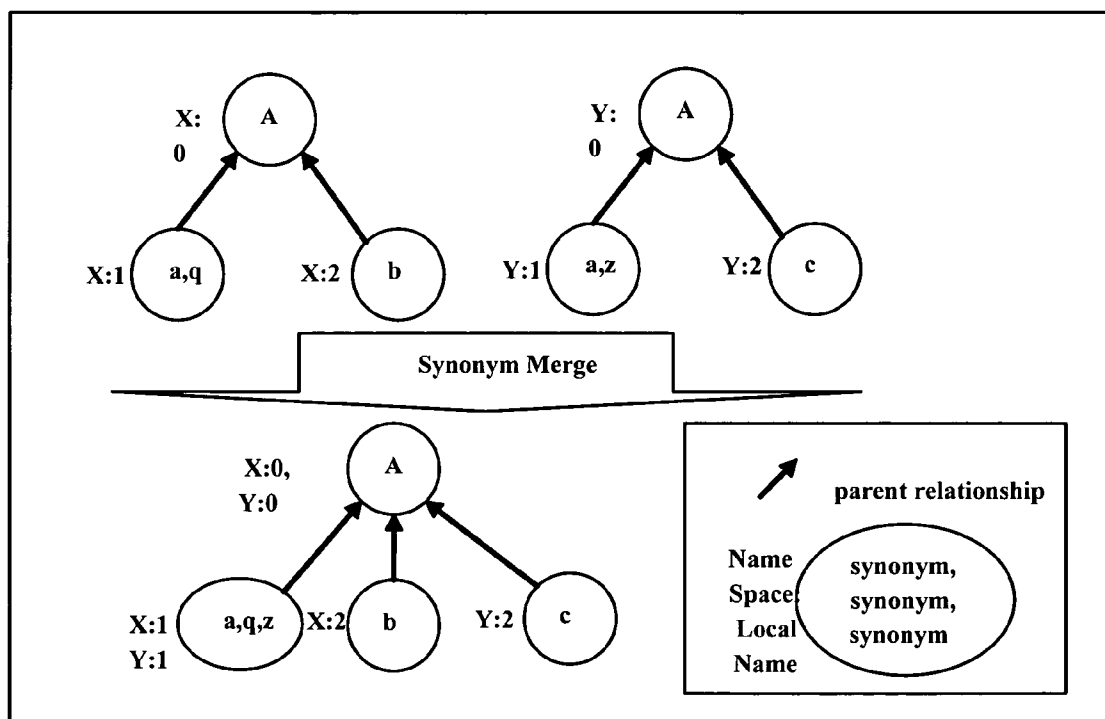 X:
0
A
Y:
0
A
X:1
a,q
X:2
b
Y:1
a,z
Y:2
c
Synonym Merge
X:0,
Y:0
A
X:1
Y:1
a,q,z
X:2
b
Y:2
c
parent relationship
Name
Space:
Local
Name
synonym,
synonym,
synonym